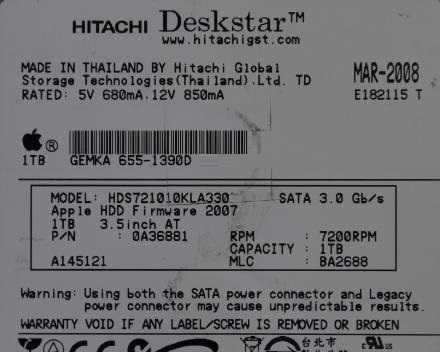 HITACHI Deskstar™
www.hitachigst.com
MADE IN THAILAND BY Hitachi Global
Storage Technologies(Thailand).Ltd. TD
RATED: 5V 680mA.12V 850mA
MAR-2008
E182115 T
®
1TB GEMKA 655-1390D
MODEL: HDS721010KLA330 SATA 3.0 Gb/s
Apple HDD Firmware 2007
1TB 3.5inch AT
P/N : 0A36881 RPM : 7200RPM
CAPACITY : 1TB
A145121 MLC : BA2688
Warning: Using both the SATA power connector and Legacy
power connector may cause unpredictable results.
WARRANTY VOID IF ANY LABEL/SCREW IS REMOVED OR BROKEN
台北市